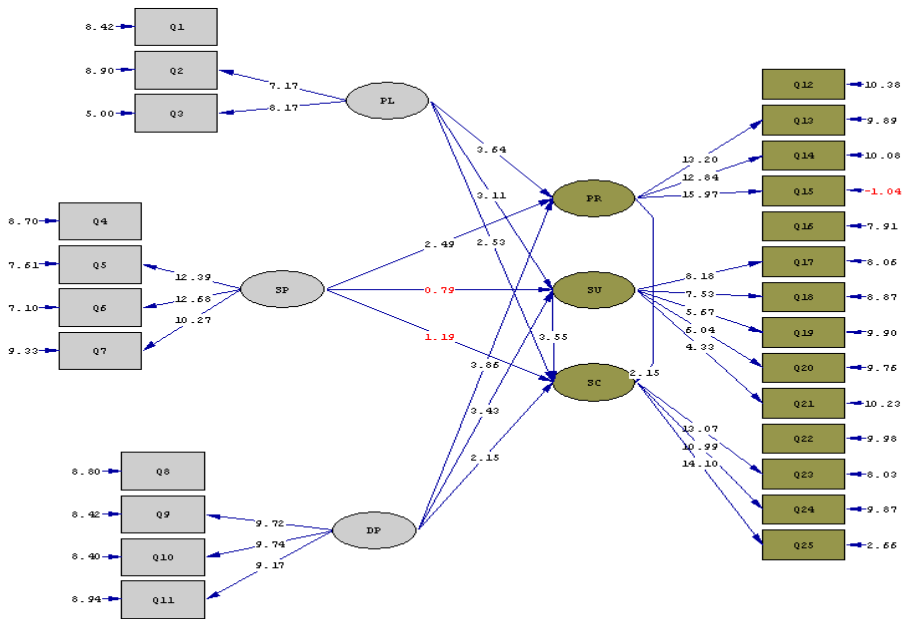 8.42 Q1
8.90 Q2
5.00 Q3
7.17
8.17
PL
8.70 Q4
7.61 Q5
7.10 Q6
9.33 Q7
12.39
12.68
10.27
SP
8.80 Q8
8.42 Q9
8.40 Q10
8.94 Q11
9.72
9.74
9.17
DP
3.64
3.11
2.53
2.49
0.79
1.19
3.86
3.43
2.15
PR
SU
SC
3.55
2.15
13.20
12.84
15.97
8.18
7.53
5.67
6.04
4.33
13.07
10.99
14.10
Q12 10.38
Q13 9.89
Q14 10.08
Q15 -1.04
Q16 7.91
Q17 8.06
Q18 8.87
Q19 9.90
Q20 9.76
Q21 10.23
Q22 9.98
Q23 8.03
Q24 9.87
Q25 2.66